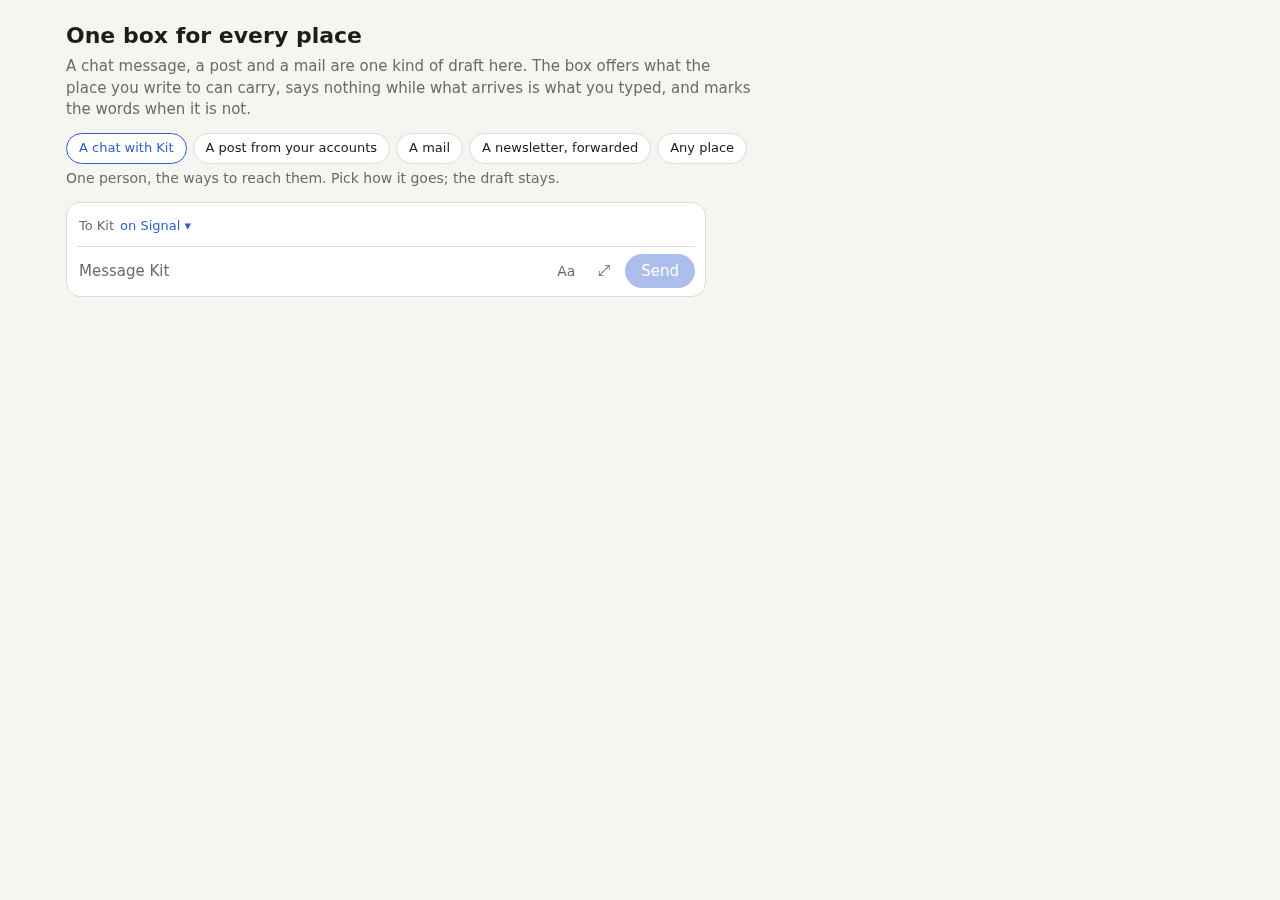 One box for every place
A chat message, a post and a mail are one kind of draft here. The box offers what the
place you write to can carry, says nothing while what arrives is what you typed, and marks
the words when it is not.
A chat with Kit
A post from your accounts
A mail
A newsletter, forwarded
Any place
One person, the ways to reach them. Pick how it goes; the draft stays.
To Kit on Signal ▾
Message Kit
Aa
Send